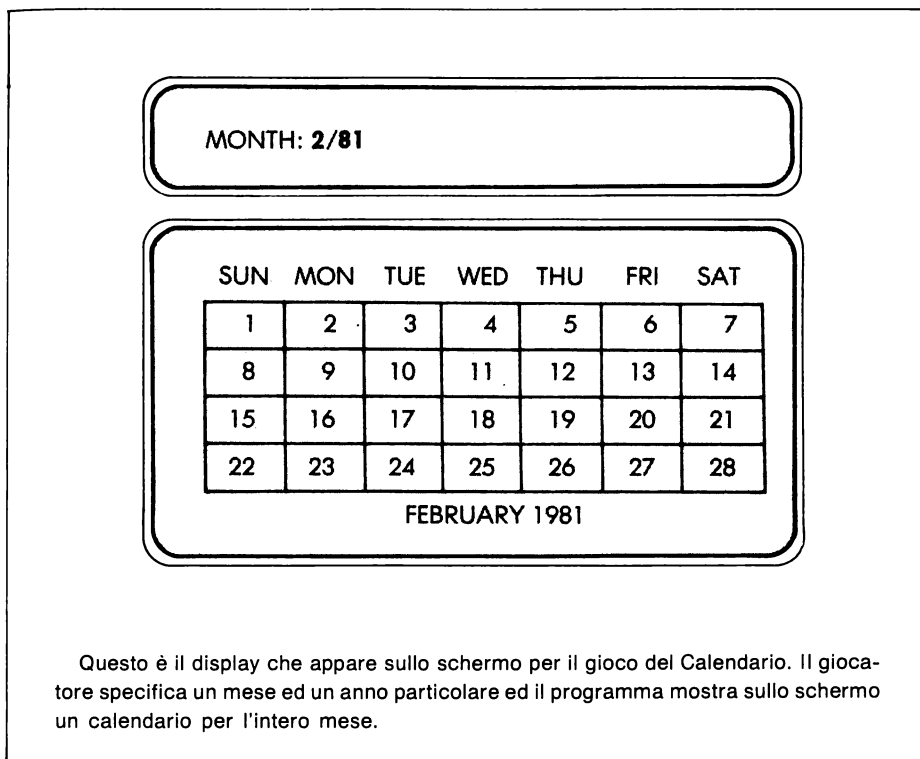 MONTH: 2/81
SUN MON TUE WED THU FRI SAT
1 2 3 4 5 6 7
8 9 10 11 12 13 14
15 16 17 18 19 20 21
22 23 24 25 26 27 28
FEBRUARY 1981
Questo è il display che appare sullo schermo per il gioco del Calendario. Il gioca-
tore specifica un mese ed un anno particolare ed il programma mostra sullo schermo
un calendario per l'intero mese.